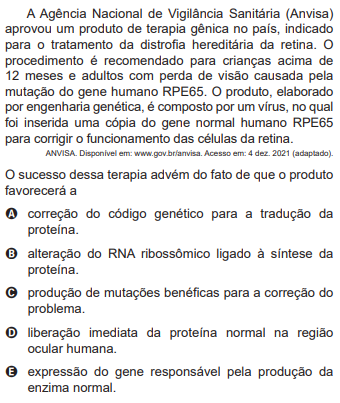 A Agência Nacional de Vigilância Sanitária (Anvisa)
aprovou um produto de terapia gênica no país, indicado
para o tratamento da distrofia hereditária da retina. O
procedimento é recomendado para crianças acima de
12 meses e adultos com perda de visão causada pela
mutação do gene humano RPE65. O produto, elaborado
por engenharia genética, é composto por um vírus, no qual
foi inserida uma cópia do gene normal humano RPE65
para corrigir o funcionamento das células da retina.
ANVISA. Disponível em: www.gov.br/anvisa. Acesso em: 4 dez. 2021 (adaptado).
O sucesso dessa terapia advém do fato de que o produto
favorecerá a
A correção do código genético para a tradução da
proteína.
B alteração do RNA ribossômico ligado à síntese da
proteína.
C produção de mutações benéficas para a correção do
problema.
D liberação imediata da proteína normal na região
ocular humana.
E expressão do gene responsável pela produção da
enzima normal.